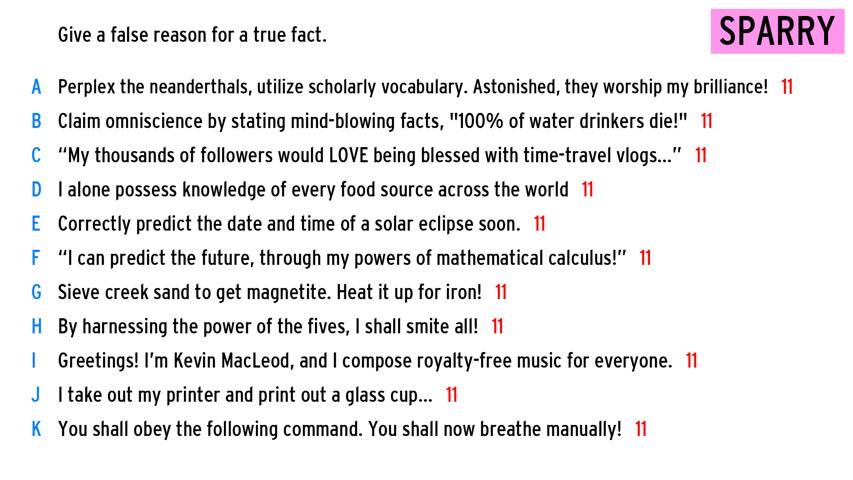 Give a false reason for a true fact.
SPARRY
A Perplex the neanderthals, utilize scholarly vocabulary. Astonished, they worship my brilliance! 11
B Claim omniscience by stating mind-blowing facts, "100% of water drinkers die!" 11
C “My thousands of followers would LOVE being blessed with time-travel vlogs...” 11
D I alone possess knowledge of every food source across the world 11
E Correctly predict the date and time of a solar eclipse soon. 11
F “I can predict the future, through my powers of mathematical calculus!” 11
G Sieve creek sand to get magnetite. Heat it up for iron! 11
H By harnessing the power of the fives, I shall smite all! 11
I Greetings! I’m Kevin MacLeod, and I compose royalty-free music for everyone. 11
J I take out my printer and print out a glass cup... 11
K You shall obey the following command. You shall now breathe manually! 11